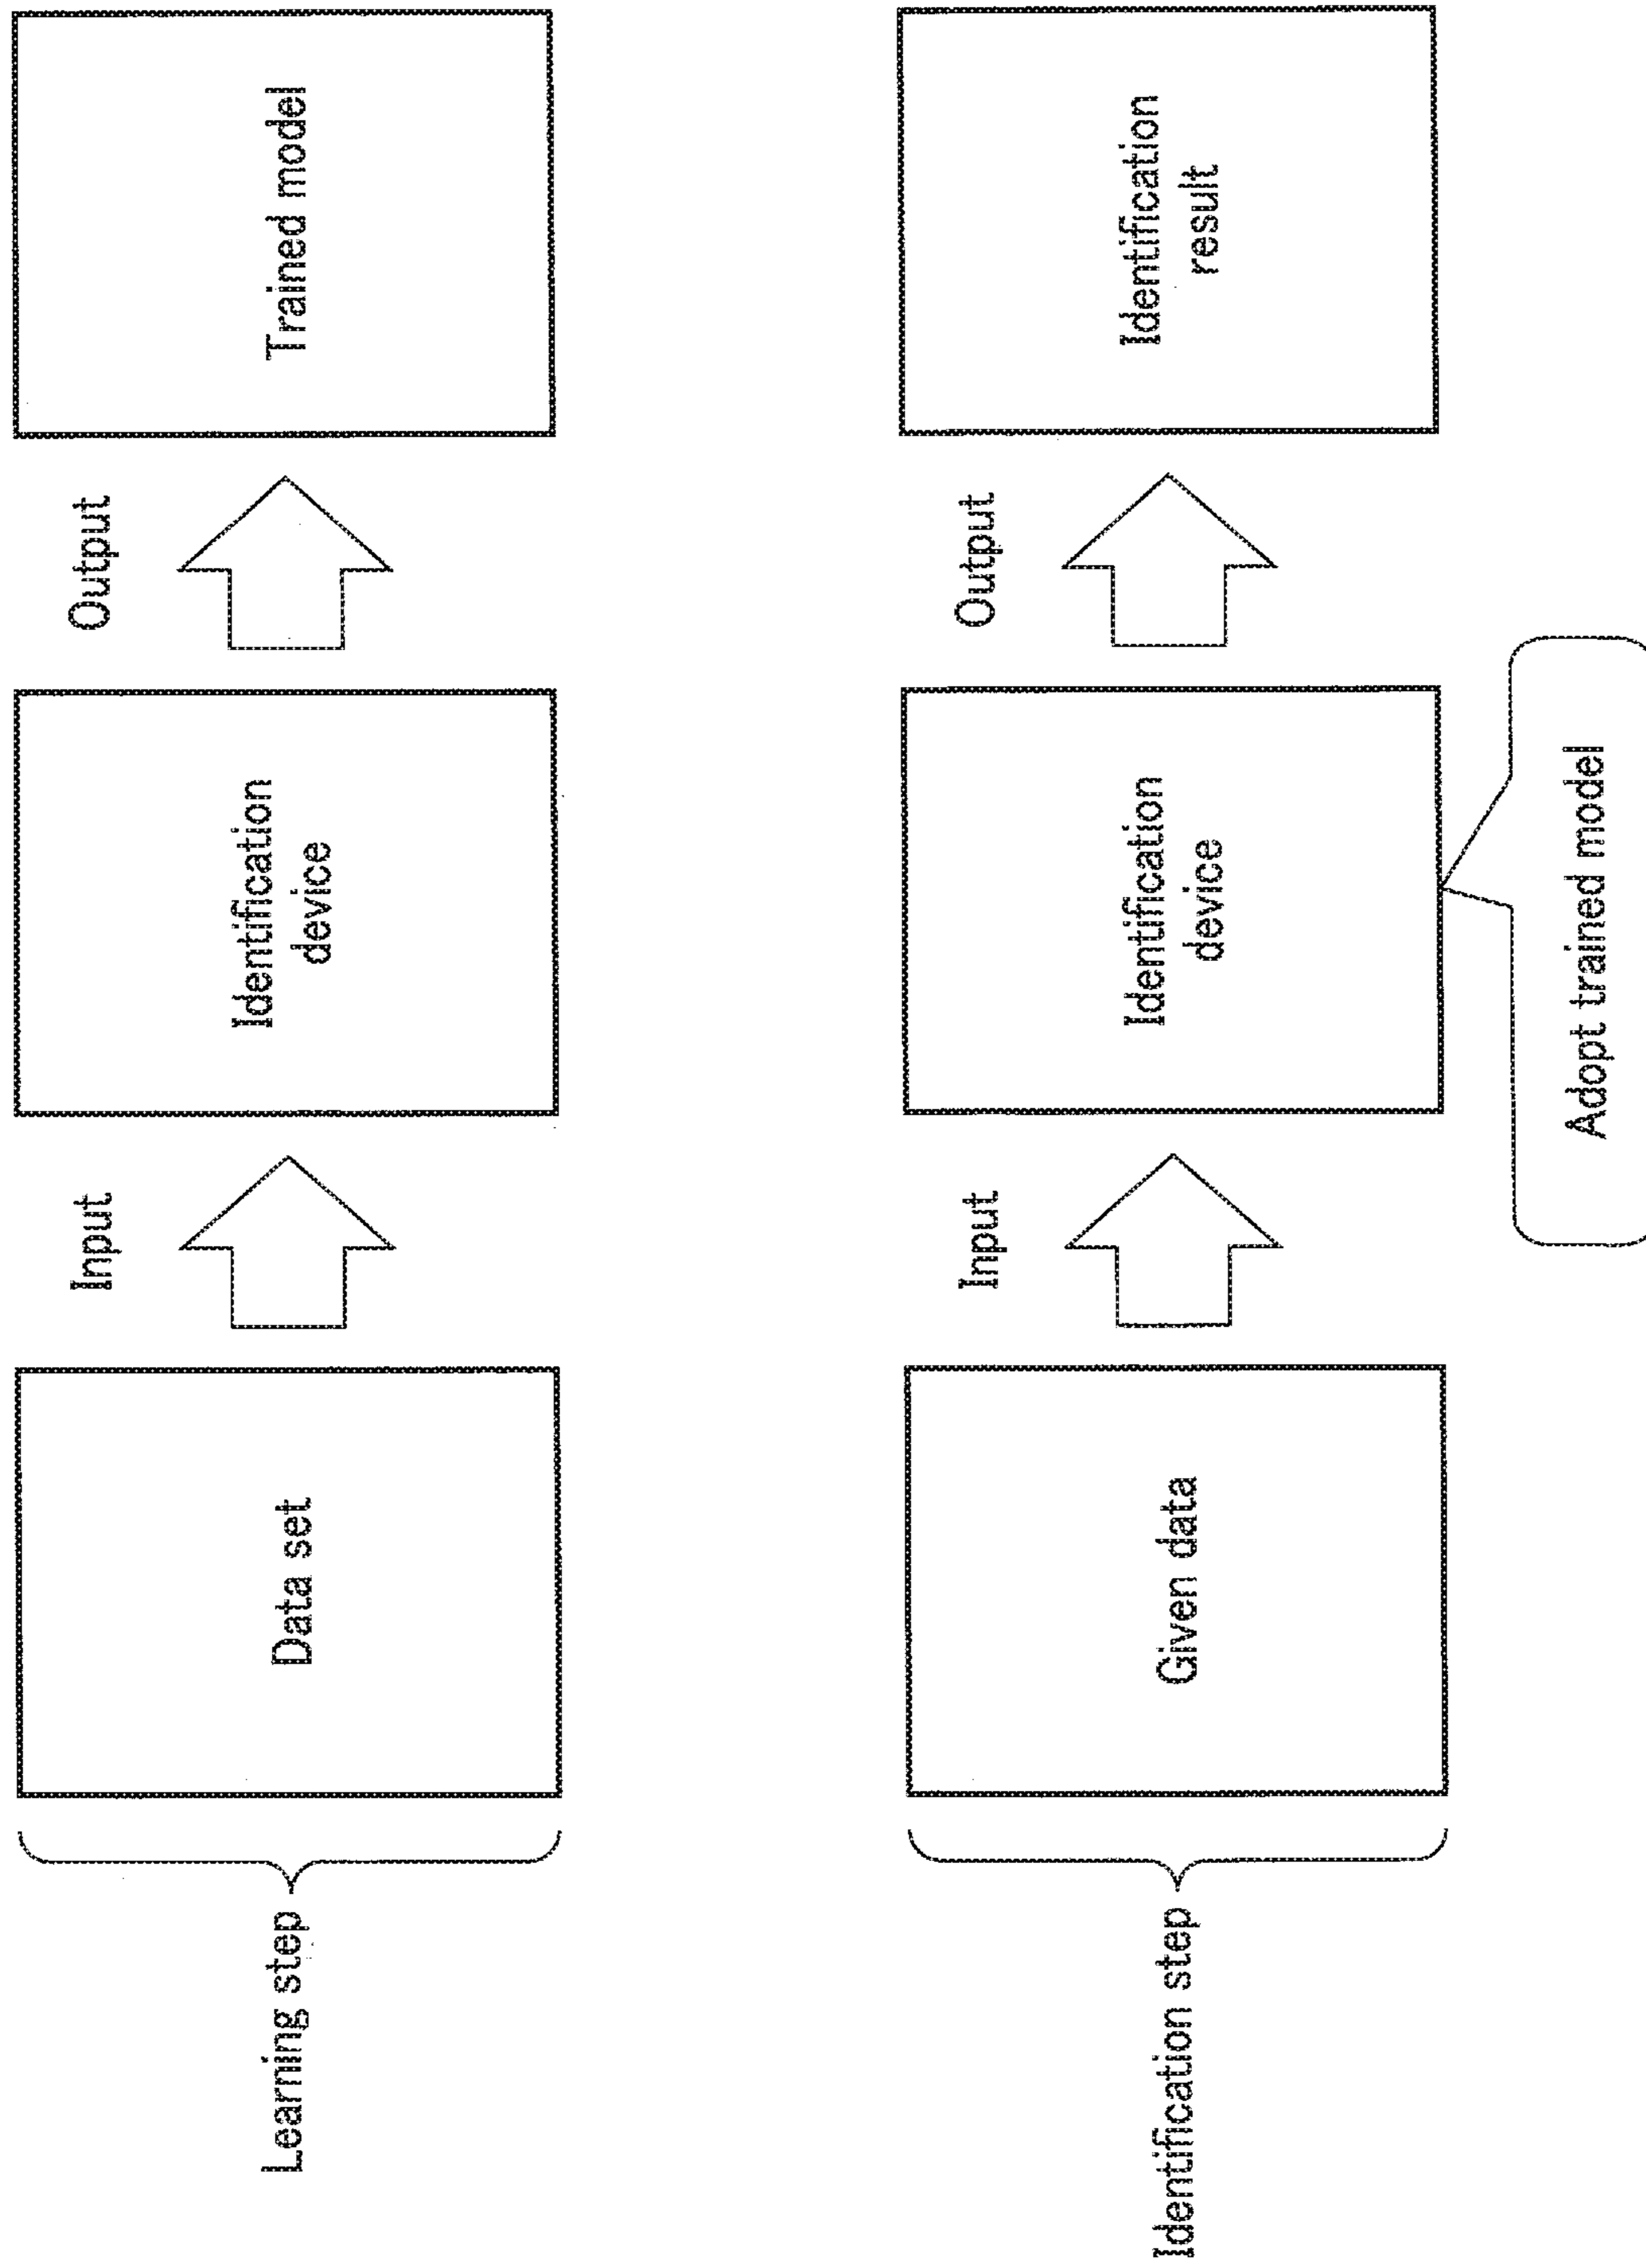 Learning step
Data set
Input
Identification
device
Output
Trained model
Identification step
Given data
Input
Identification
device
Output
Identification
result
Adopt trained model